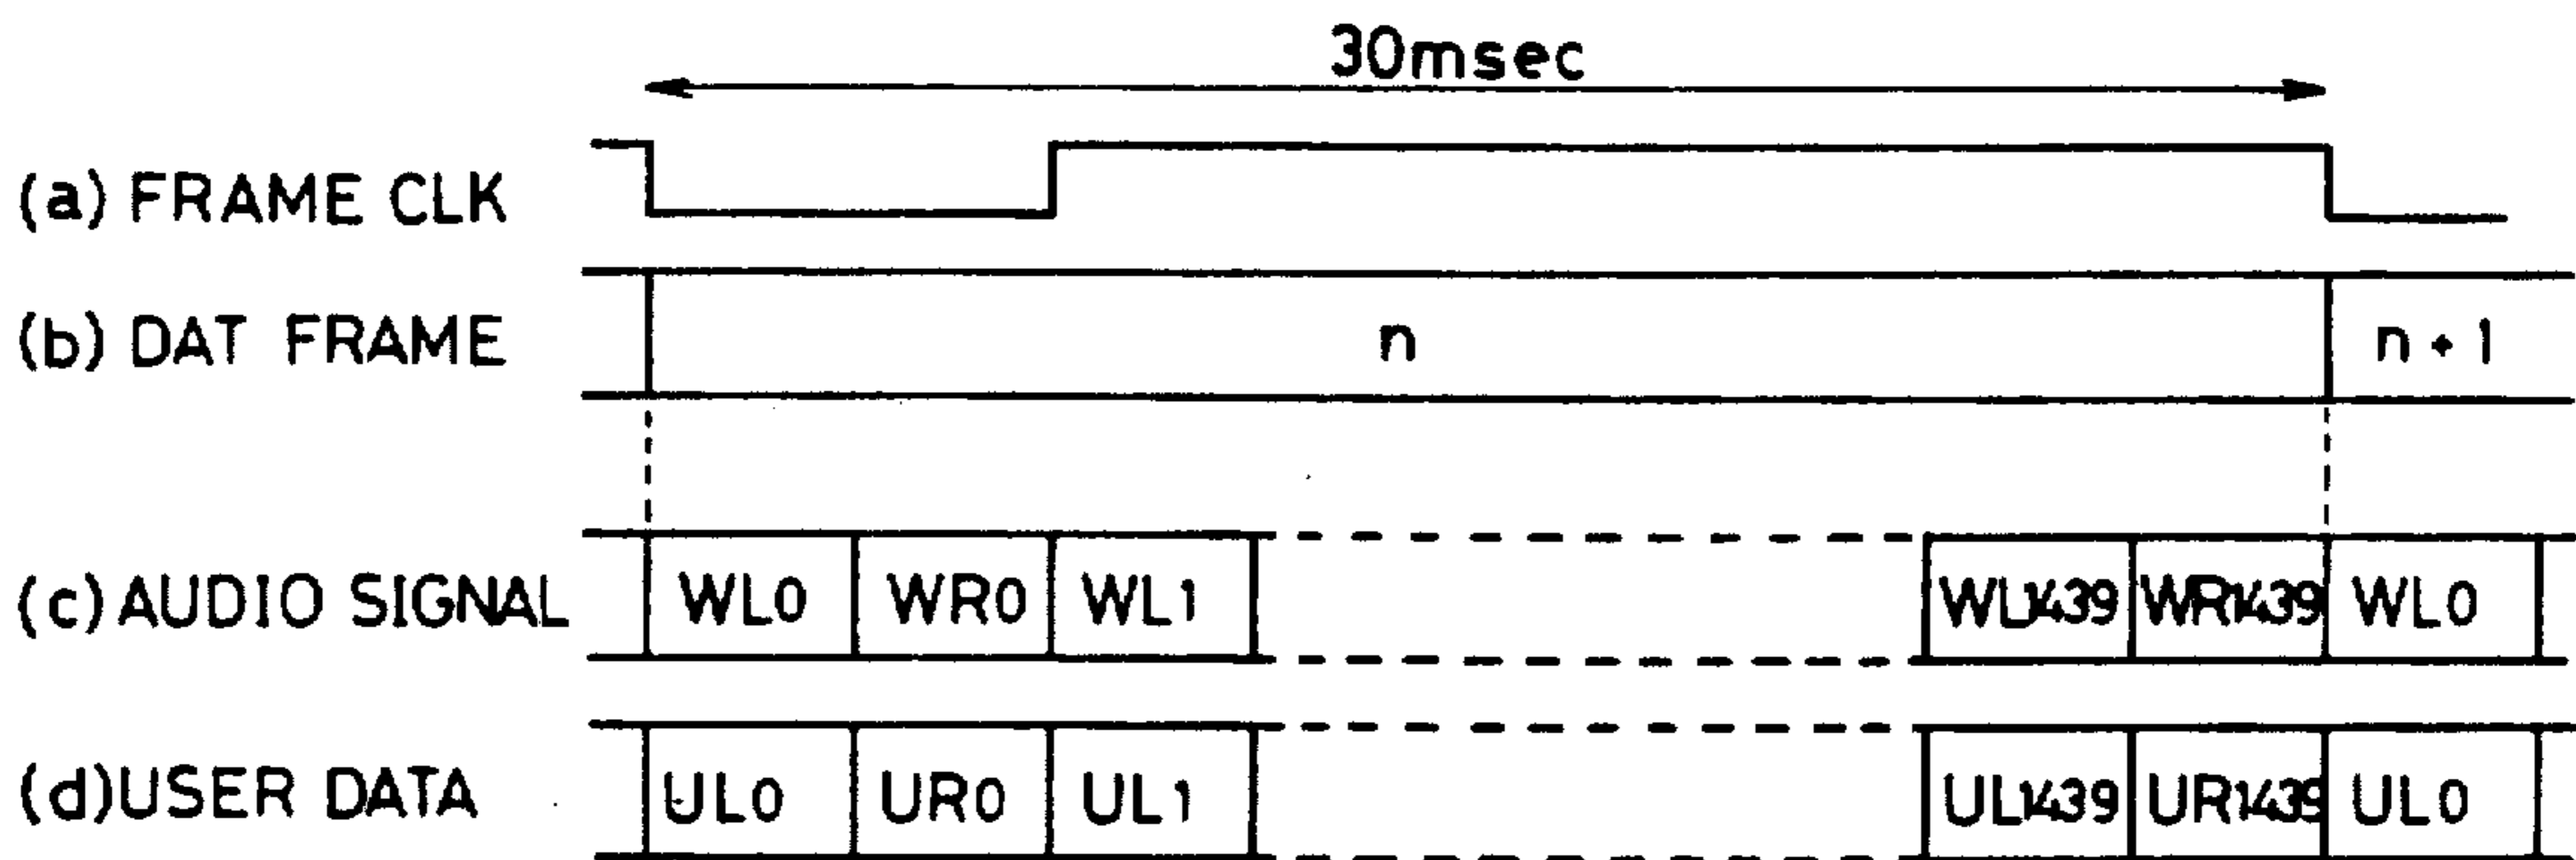 30msec
(a) FRAME CLK
(b) DAT FRAME n n+1
(c) AUDIO SIGNAL WL0 WR0 WL1 WL1439 WR1439 WL0
(d) USER DATA UL0 UR0 UL1 UL1439 UR1439 UL0